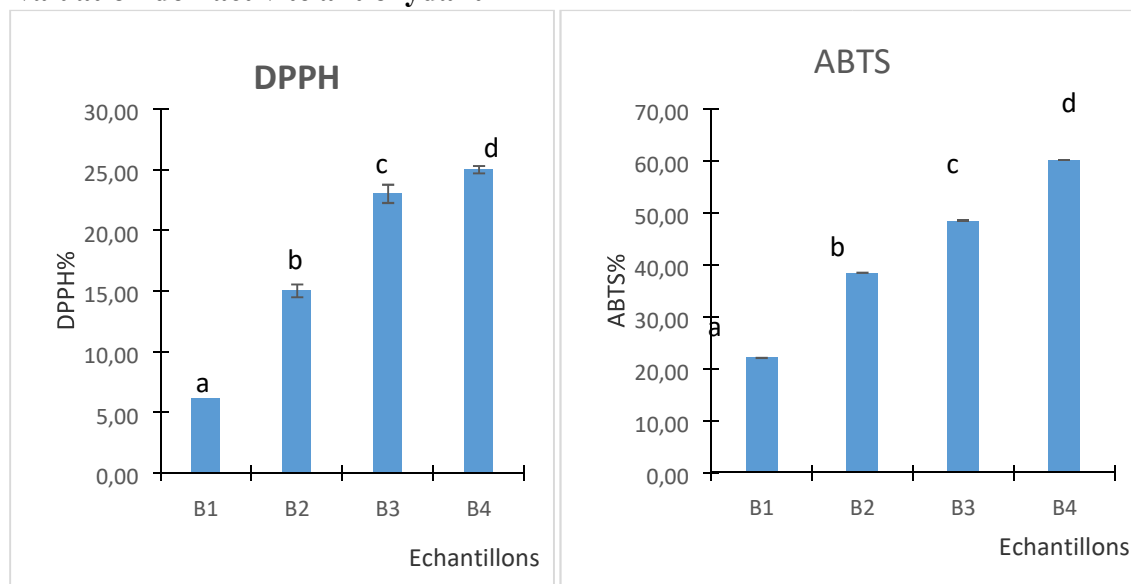 DPPH
30,00
25,00
20,00
15,00
10,00
5,00
0,00
DPPH%
a
b
c
d
B1 B2 B3 B4
Echantillons
ABTS
70,00
60,00
50,00
40,00
30,00
20,00
10,00
0,00
ABTS%
a
b
c
d
B1 B2 B3 B4
Echantillons